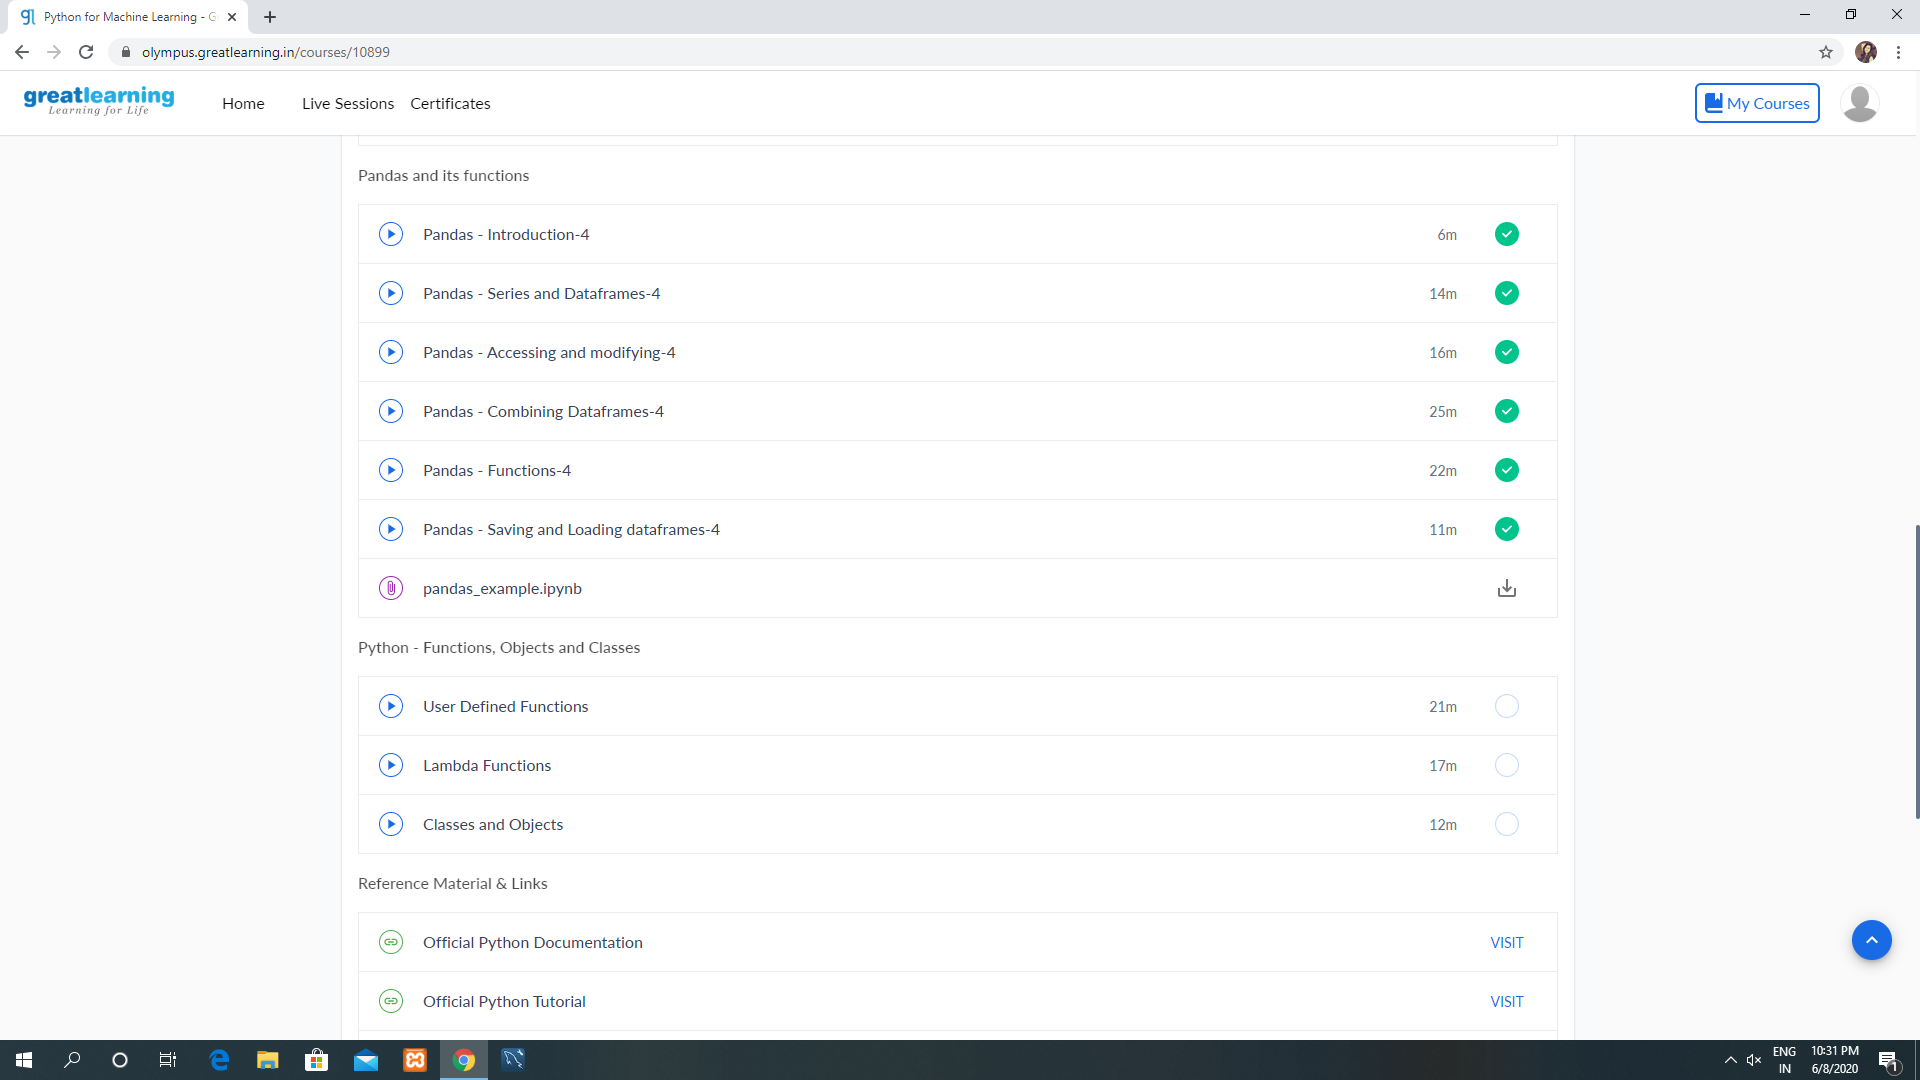 Python for Machine Learning - G
olympus.greatlearning.in/courses/10899
greatlearning
Learning for Life
Home
Live Sessions
Certificates
My Courses
Pandas and its functions
Pandas - Introduction-4
6m
Pandas - Series and Dataframes-4
14m
Pandas - Accessing and modifying-4
16m
Pandas - Combining Dataframes-4
25m
Pandas - Functions-4
22m
Pandas - Saving and Loading dataframes-4
11m
pandas_example.ipynb
Python - Functions, Objects and Classes
User Defined Functions
21m
Lambda Functions
17m
Classes and Objects
12m
Reference Material & Links
Official Python Documentation
VISIT
Official Python Tutorial
VISIT
ENG
IN
10:31 PM
6/8/2020
1